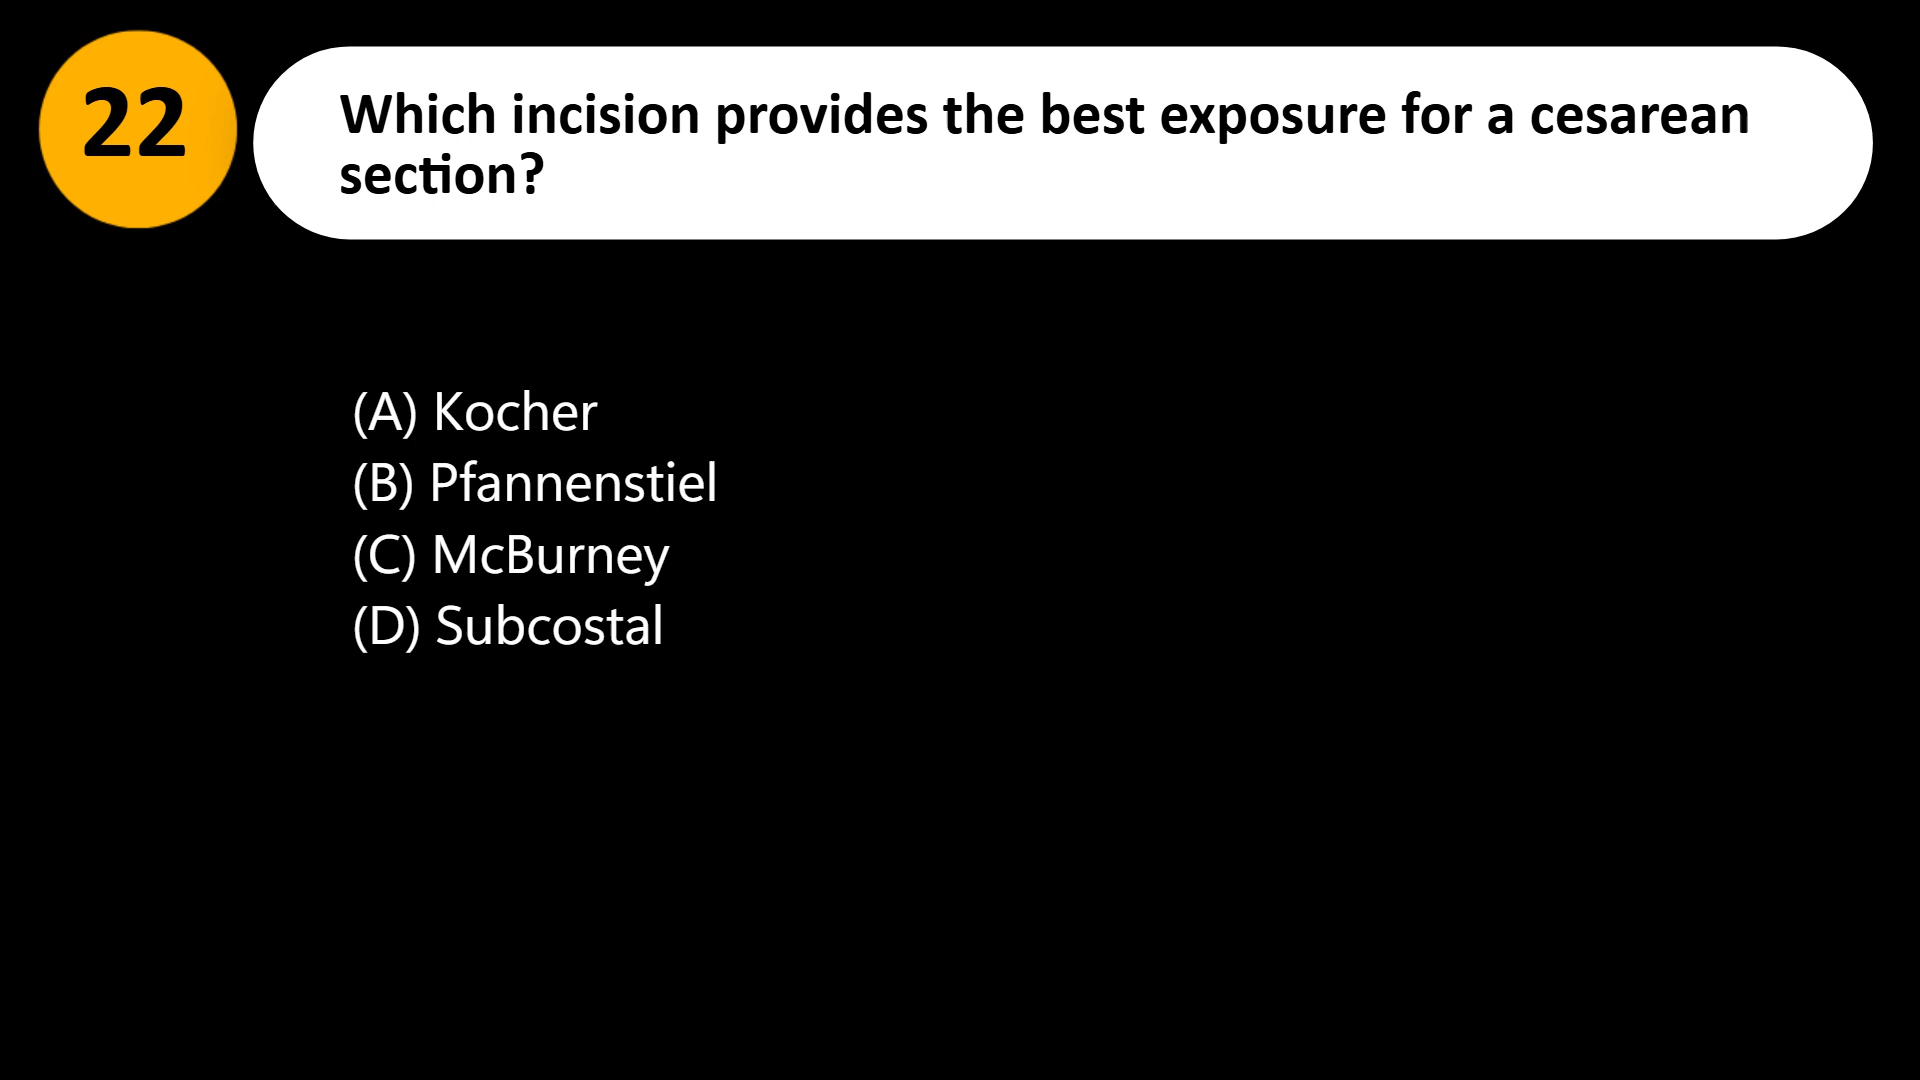 22
Which incision provides the best exposure for a cesarean
section?
(A) Kocher
(B) Pfannenstiel
(C) McBurney
(D) Subcostal